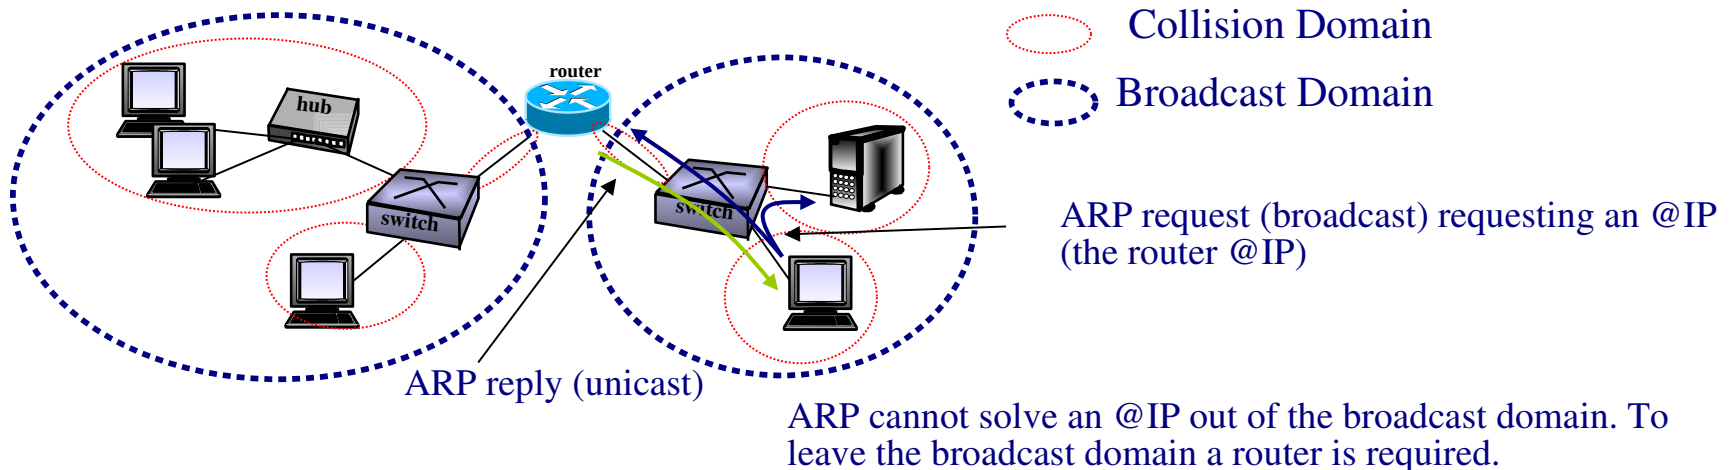 Collision Domain
router
Broadcast Domain
hub
switch
switch
ARP request (broadcast) requesting an @IP
(the router @IP)
ARP reply (unicast)
ARP cannot solve an @IP out of the broadcast domain. To
leave the broadcast domain a router is required.